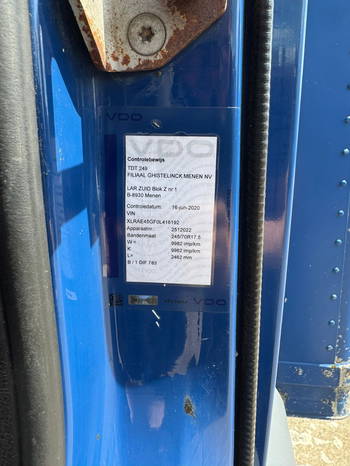 VDO
VDO
Controlebewijs
TDT 249
FILIAAL GHISTELINCK MENEN NV
LAR ZUID Blok Z nr 1
B-8930 Menen
Controledatum: 16-jun-2020
VIN
XLRAE45GF0L416192
Apparaatnr. 2512022
Bandenmaat 245/70R17.5
W= 9982 imp/km
K 9982 imp/km
L= 2462 mm
B / 1 DIF 783
VDO